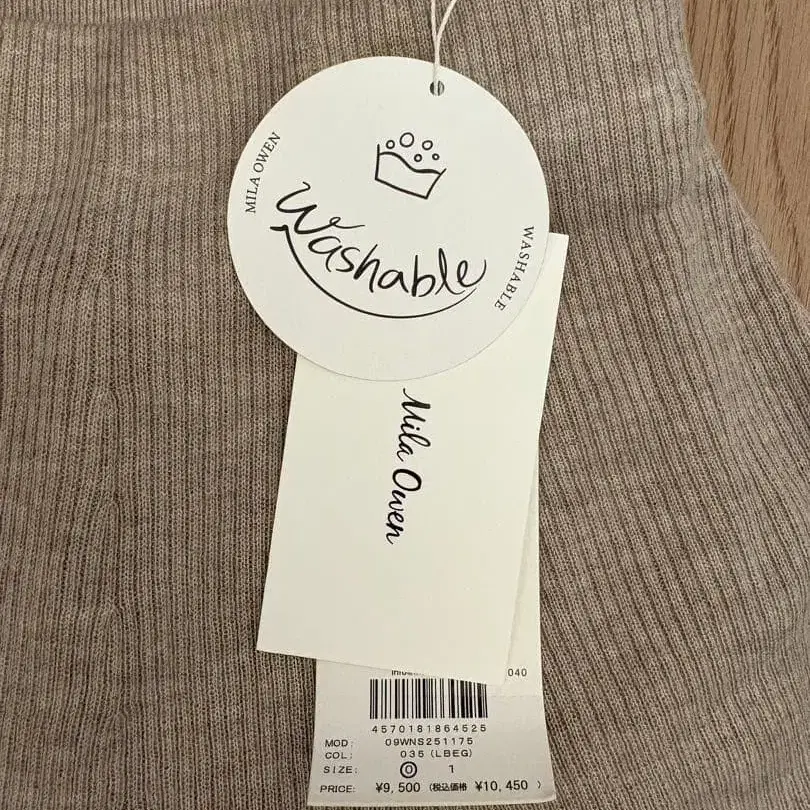 MILA OWEN
Washable
WASHABLE
Mila Owen
040
4570181864525
MOD: 09WNS251175
COL: 035 (LBEG)
SIZE: ⓪ 1
PRICE: ¥9,500 (税込価格 ¥10,450 )